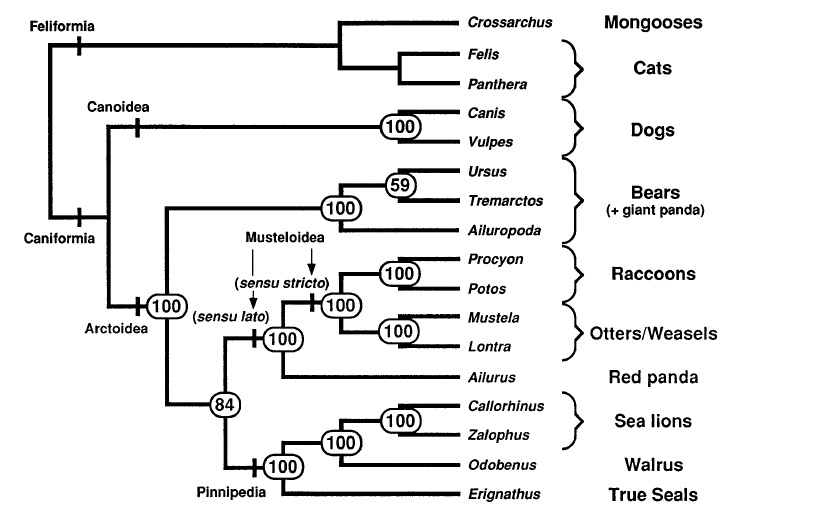 Feliformia
Crossarchus Mongooses
Felis
Cats
Panthera
Canoidea
Canis
100
Dogs
Vulpes
Ursus
59
Bears
Tremarctos
(+ giant panda)
100
Caniformia
Ailuropoda
Musteloidea
Procyon
(sensu stricto)
100
Raccoons
Potos
100
100
Arctoidea
(sensu lato)
Mustela
100
Otters/Weasels
100
Lontra
Ailurus Red panda
84
Callorhinus
100
Sea lions
Zalophus
100
Odobenus Walrus
100
Pinnipedia
Erignathus True Seals